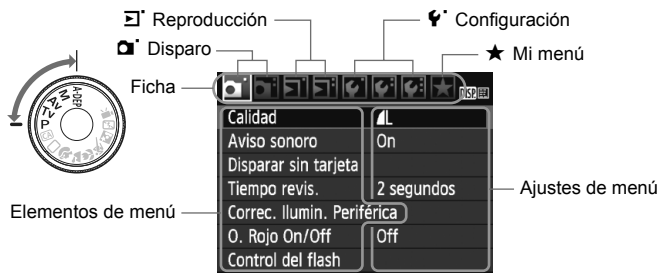 Reproducción
Configuración
Disparo
Mi menú
Ficha
DISP
A-DEP
M
Av
Tv
P
Calidad L
Aviso sonoro On
Disparar sin tarjeta
Tiempo revis. 2 segundos
Ajustes de menú
Elementos de menú
Correc. Ilumin. Periférica
O. Rojo On/Off Off
Control del flash